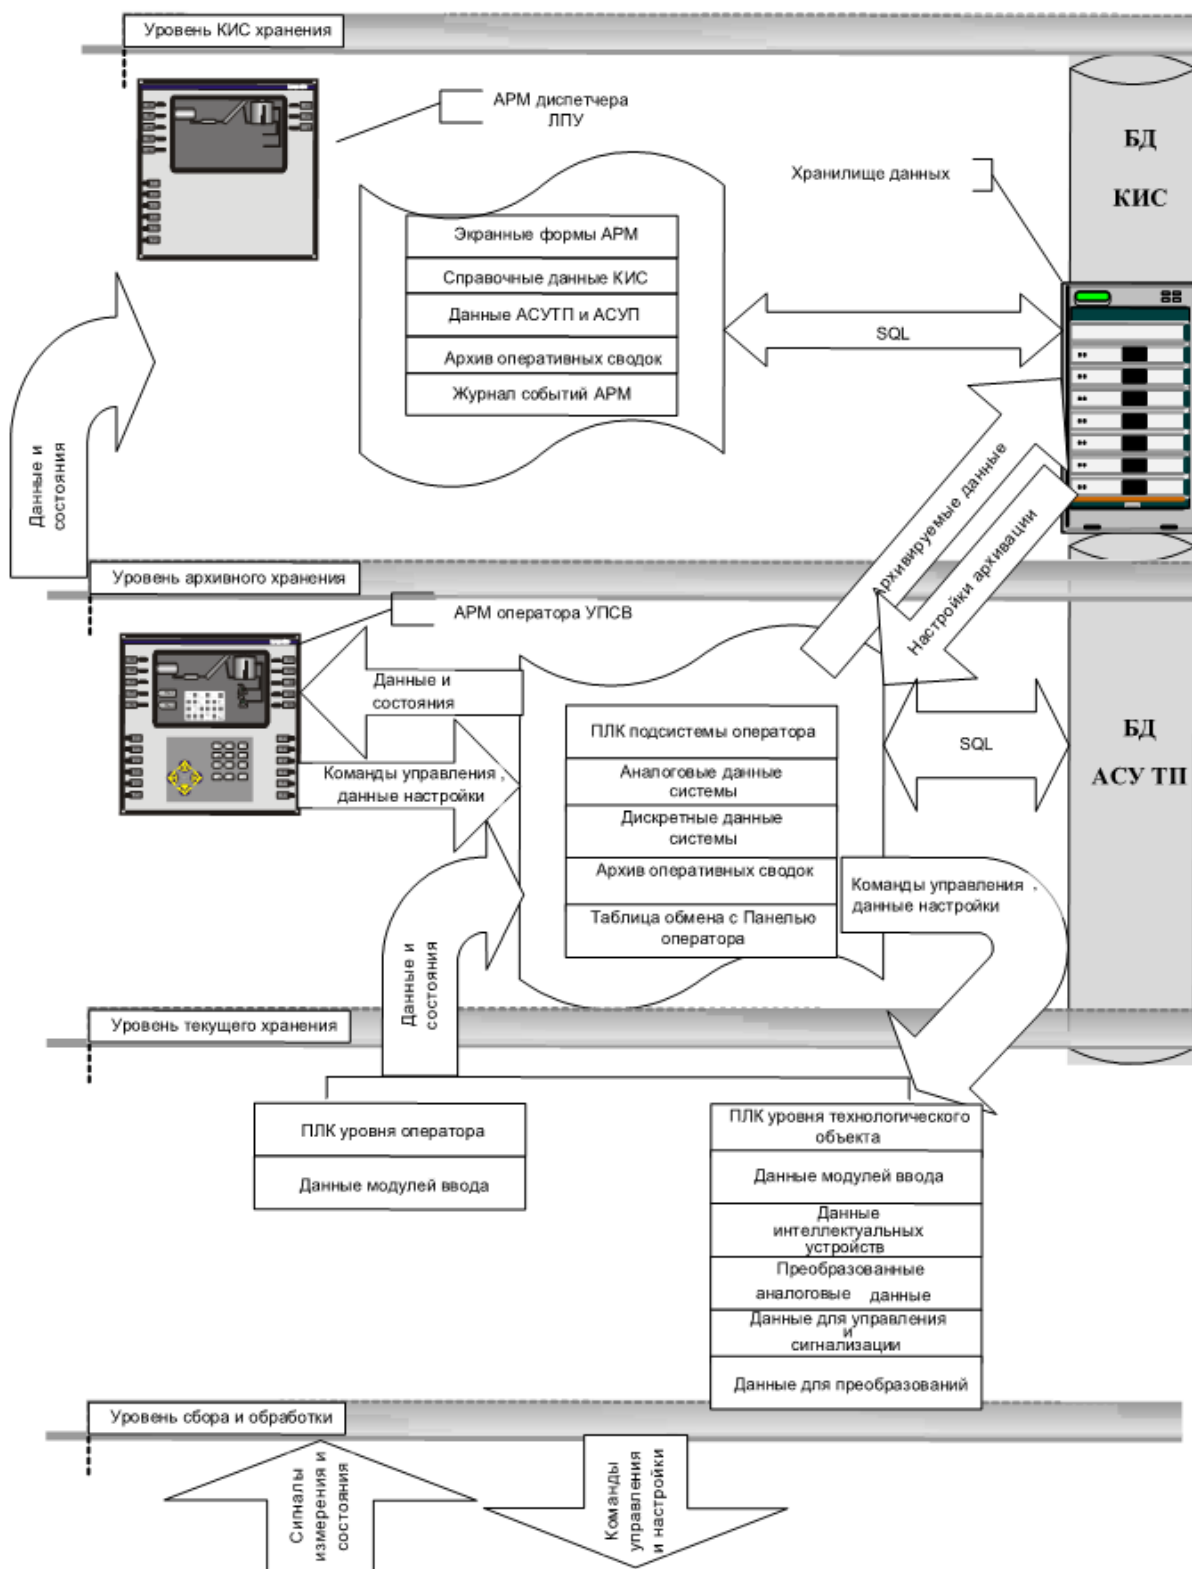 Уровень КИС хранения
АРМ диспетчера
ЛПУ
БД
КИС
Хранилище данных
Экранные формы АРМ
Справочные данные КИС
Данные АСУТП и АСУП
Архив оперативных сводок
Журнал событий АРМ
SQL
Данные и
состояния
Архивируемые данные
Настройки архивации
Уровень архивного хранения
АРМ оператора УПСВ
Данные и
состояния
Команды управления ,
данные настройки
ПЛК подсистемы оператора
Аналоговые данные
системы
Дискретные данные
системы
Архив оперативных сводок
Таблица обмена с Панелью
оператора
SQL
БД
АСУ ТП
Команды управления ,
данные настройки
Данные и
состояния
Уровень текущего хранения
ПЛК уровня оператора
Данные модулей ввода
ПЛК уровня технологического
объекта
Данные модулей ввода
Данные
интеллектуальных
устройств
Преобразованные
аналоговые данные
Данные для управления
и
сигнализации
Данные для преобразований
Уровень сбора и обработки
Сигналы
измерения и
состояния
Команды
управления
и настройки